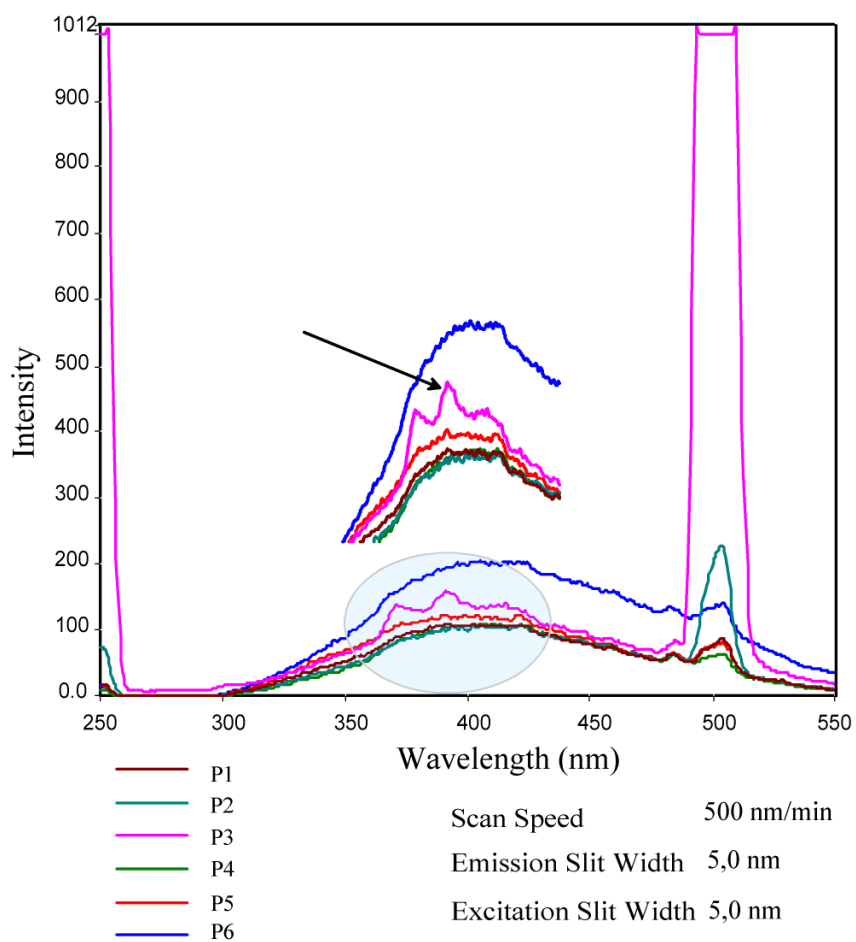 1012
900
800
700
600
500
400
300
200
100
0.0
Intensity
250 300 350 400 450 500 550
Wavelength (nm)
P1
P2
P3
P4
P5
P6
Scan Speed 500 nm/min
Emission Slit Width 5,0 nm
Excitation Slit Width 5,0 nm